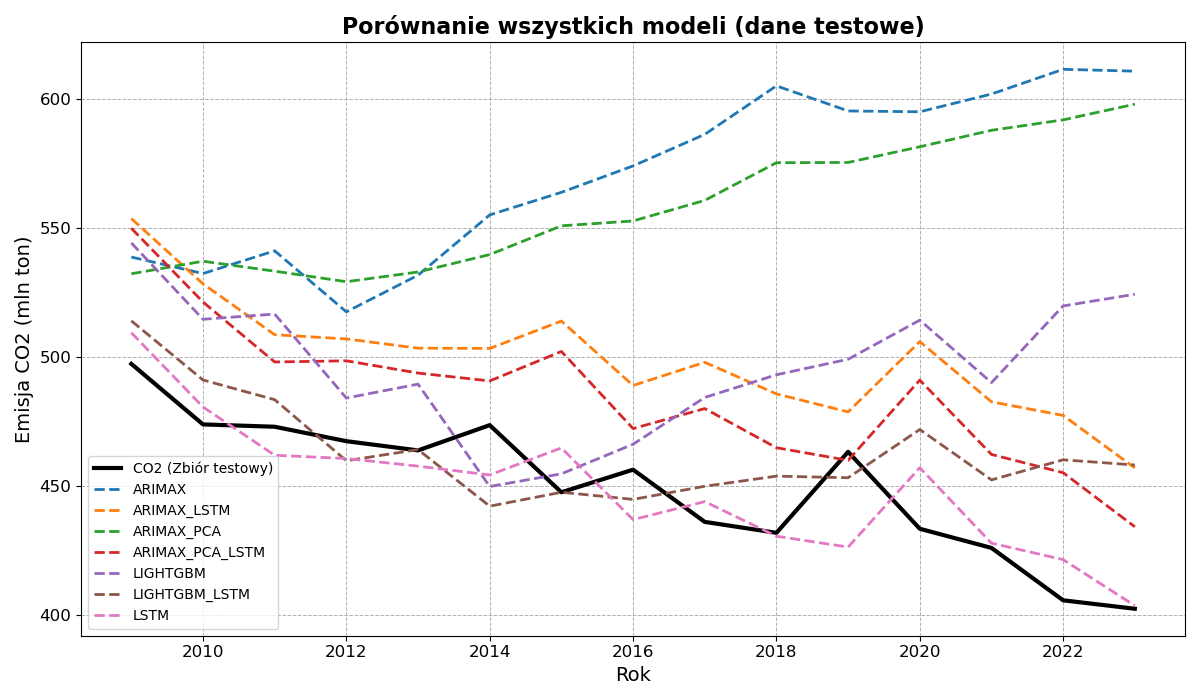 Porównanie wszystkich modeli (dane testowe)
Emisja CO2 (mln ton)
600
550
500
450
400
CO2 (Zbiór testowy)
ARIMAX
ARIMAX_LSTM
ARIMAX_PCA
ARIMAX_PCA_LSTM
LIGHTGBM
LIGHTGBM_LSTM
LSTM
2010 2012 2014 2016 2018 2020 2022
Rok